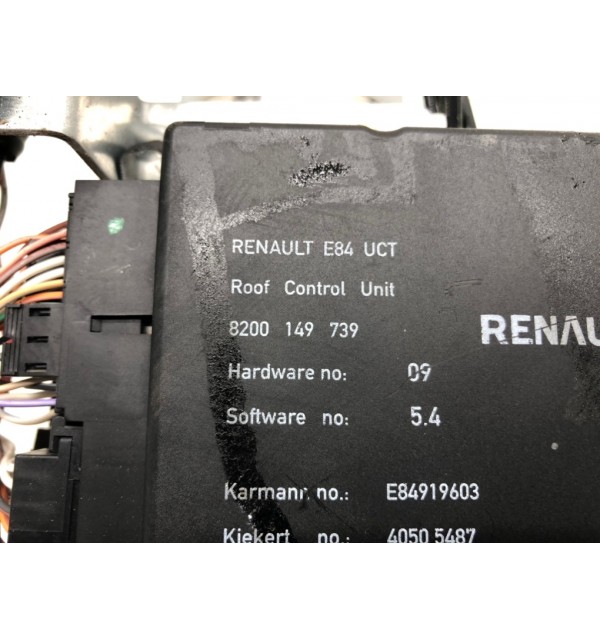 RENAULT E84 UCT
Roof Control Unit
8200 149 739
RENAU
Hardware no: 09
Software no: 5.4
Karmann no.: E84919603
Kiekert no.: 4050 5487